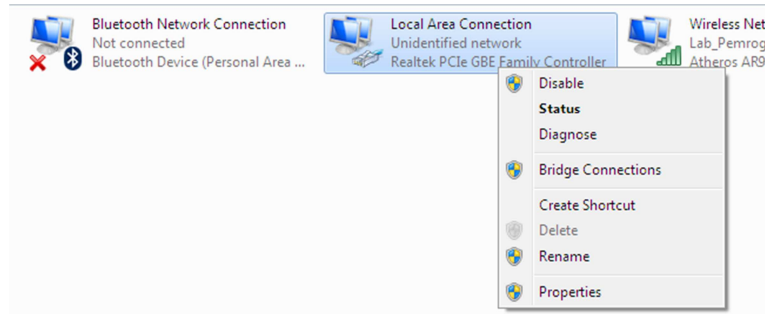 Bluetooth Network Connection
Not connected
Bluetooth Device (Personal Area ...
Local Area Connection
Unidentified network
Realtek PCIe GBE Family Controller
Wireless Net
Lab_Pemrog
Atheros AR9
Disable
Status
Diagnose
Bridge Connections
Create Shortcut
Delete
Rename
Properties